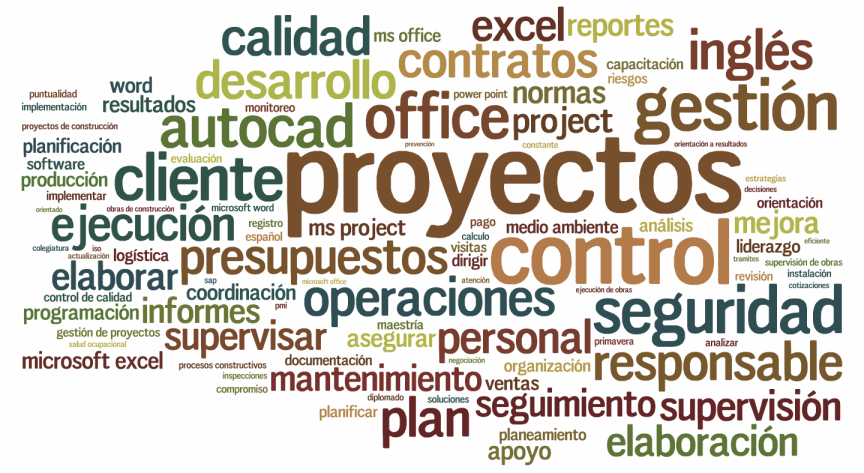 calidad
ms office
excel
reportes
inglés
desarrollo
contratos
capacitación
riesgos
puntualidad
word
implementación
resultados
monitoreo
power point
normas
gestión
autocad
office
project
proyectos de construcción
planificación
prevención
constante
orientación a resultados
software
evaluación
producción
cliente
proyectos
estrategias
implementar
decisiones
orientación
orientado
obras de construcción
microsoft word
ejecución
registro
ms project
pago
medio ambiente
análisis
mejora
español
calculo
colegiatura
iso
actualización
logística
presupuestos
visitas
dirigir
control
liderazgo
eficiente
tramites
supervisión de obras
elaborar
sap
microsoft office
atención
revisión
instalación
control de calidad
coordinación
operaciones
ejecución de obras
cotizaciones
programación
informes
pmi
seguridad
gestión de proyectos
supervisar
maestría
asegurar
personal
primavera
analizar
salud ocupacional
microsoft excel
procesos constructivos
documentación
negociación
organización
responsable
inspecciones
mantenimiento
ventas
compromiso
diplomado
soluciones
planificar
plan
seguimiento
supervisión
planeamiento
apoyo
elaboración